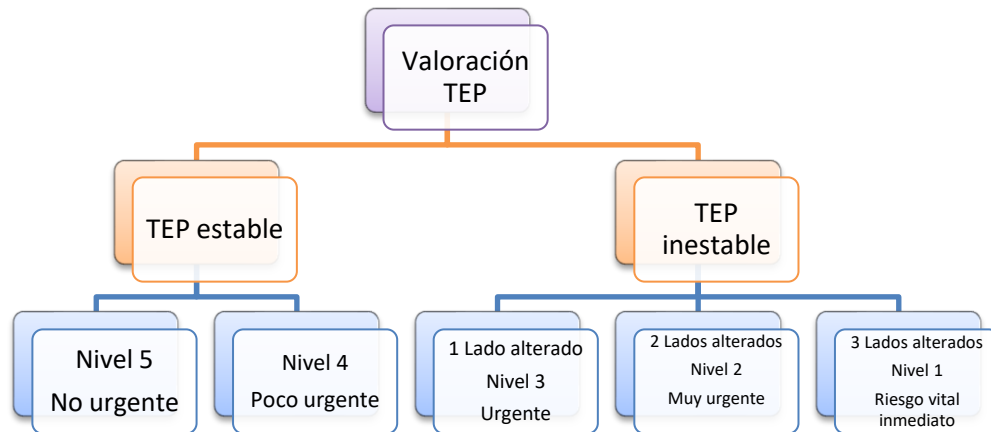 Valoración
TEP
TEP estable
TEP
inestable
Nivel 5
No urgente
Nivel 4
Poco urgente
1 Lado alterado
Nivel 3
Urgente
2 Lados alterados
Nivel 2
Muy urgente
3 Lados alterados
Nivel 1
Riesgo vital
inmediato